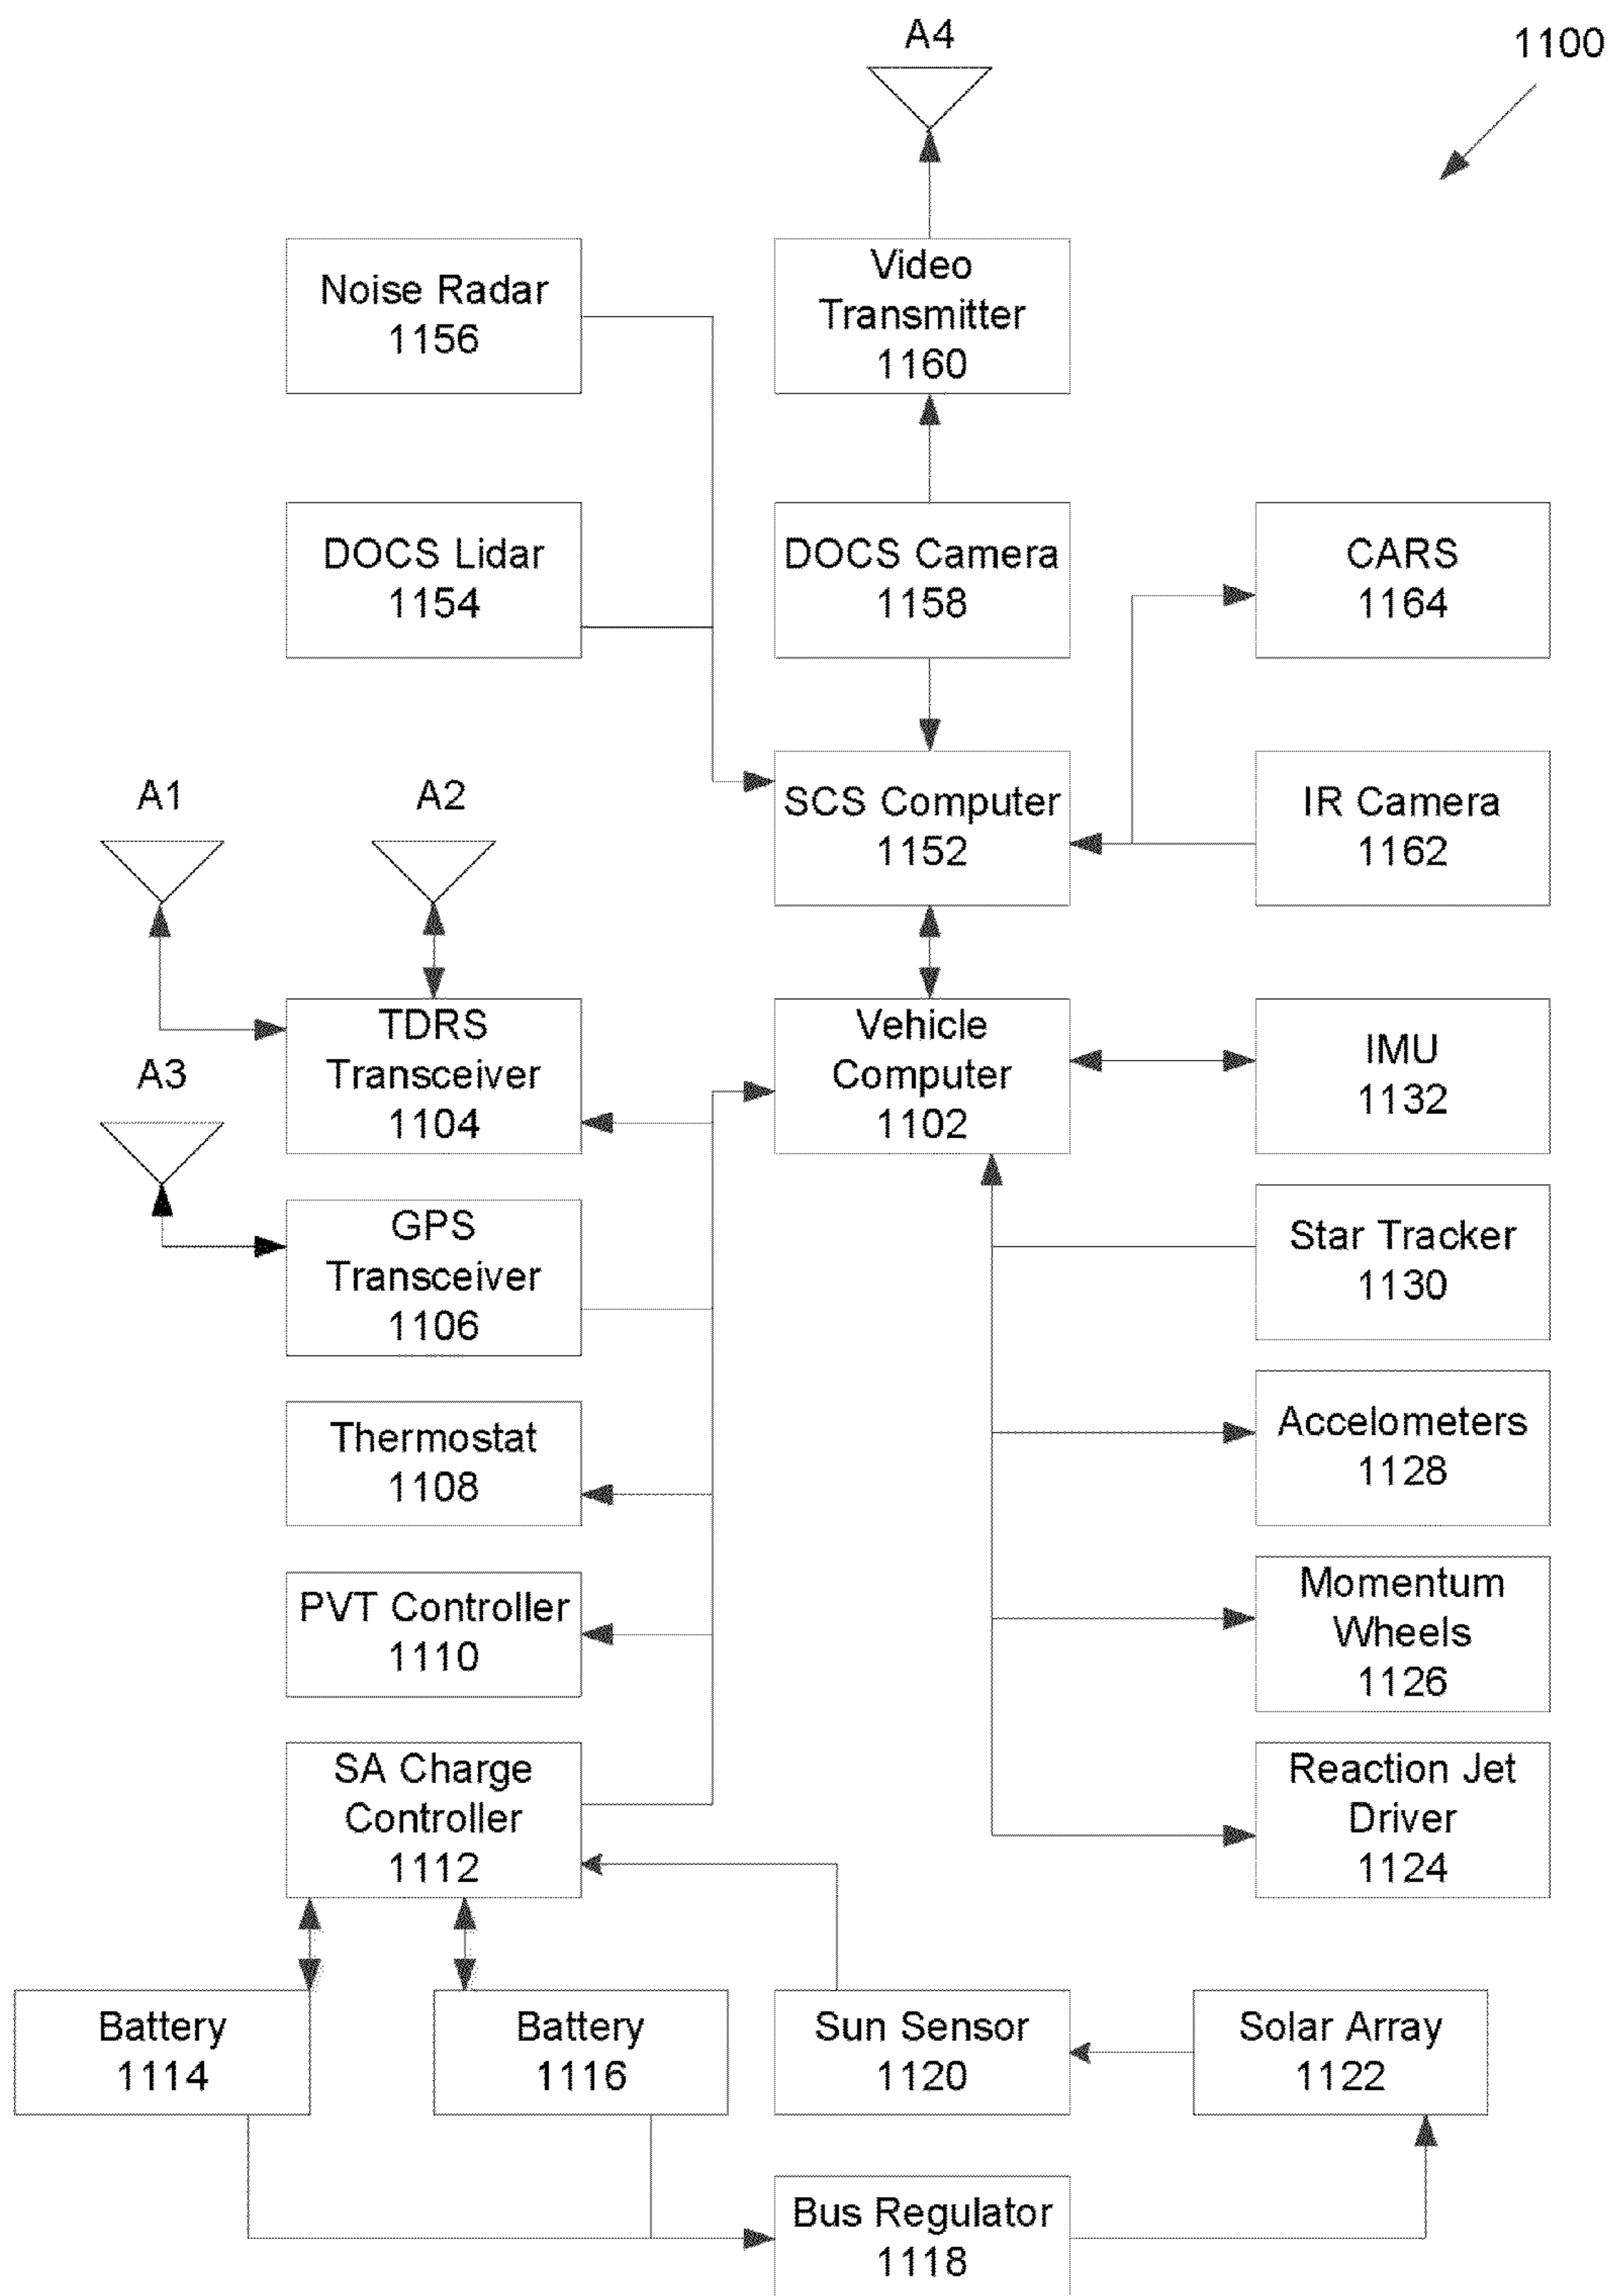 A4
1100
Noise Radar
1156
Video
Transmitter
1160
DOCS Lidar
1154
DOCS Camera
1158
CARS
1164
A1
A2
SCS Computer
1152
IR Camera
1162
TDRS
Transceiver
1104
Vehicle
Computer
1102
IMU
1132
A3
GPS
Transceiver
1106
Star Tracker
1130
Thermostat
1108
Accelometers
1128
PVT Controller
1110
Momentum
Wheels
1126
SA Charge
Controller
1112
Reaction Jet
Driver
1124
Battery
1114
Battery
1116
Sun Sensor
1120
Solar Array
1122
Bus Regulator
1118